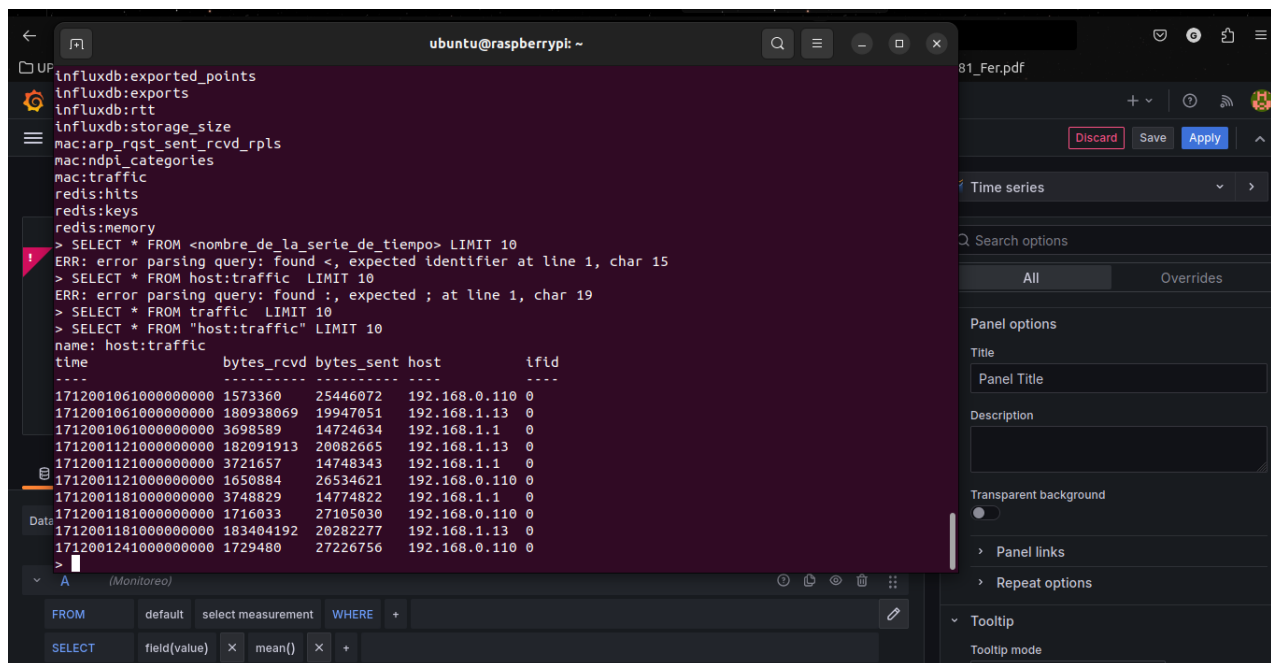 ubuntu@raspberrypi: ~
UP
81_Fer.pdf
influxdb:exported_points
influxdb:exports
influxdb:rtt
influxdb:storage_size
mac:arp_rqst_sent_rcvd_rpls
mac:ndpi_categories
mac:traffic
redis:hits
redis:keys
redis:memory
> SELECT * FROM <nombre_de_la_serie_de_tiempo> LIMIT 10
ERR: error parsing query: found <, expected identifier at line 1, char 15
> SELECT * FROM host:traffic  LIMIT 10
ERR: error parsing query: found :, expected ; at line 1, char 19
> SELECT * FROM traffic  LIMIT 10
> SELECT * FROM "host:traffic" LIMIT 10
name: host:traffic
time                bytes_rcvd bytes_sent host          ifid
----                ---------- ---------- ----          ----
1712001061000000000 1573360    25446072   192.168.0.110 0
1712001061000000000 180938069  19947051   192.168.1.13  0
1712001061000000000 3698589    14724634   192.168.1.1   0
1712001121000000000 182091913  20082665   192.168.1.13  0
1712001121000000000 3721657    14748343   192.168.1.1   0
1712001121000000000 1650884    26534621   192.168.0.110 0
1712001181000000000 3748829    14774822   192.168.1.1   0
1712001181000000000 1716033    27105030   192.168.0.110 0
1712001181000000000 183404192  20282277   192.168.1.13  0
1712001241000000000 1729480    27226756   192.168.0.110 0
>
Data
A (Monitoreo)
FROM default select measurement WHERE +
SELECT field(value) × mean() × +
G
Discard Save Apply
Time series
Search options
All Overrides
Panel options
Title
Panel Title
Description
Transparent background
Panel links
Repeat options
Tooltip
Tooltip mode